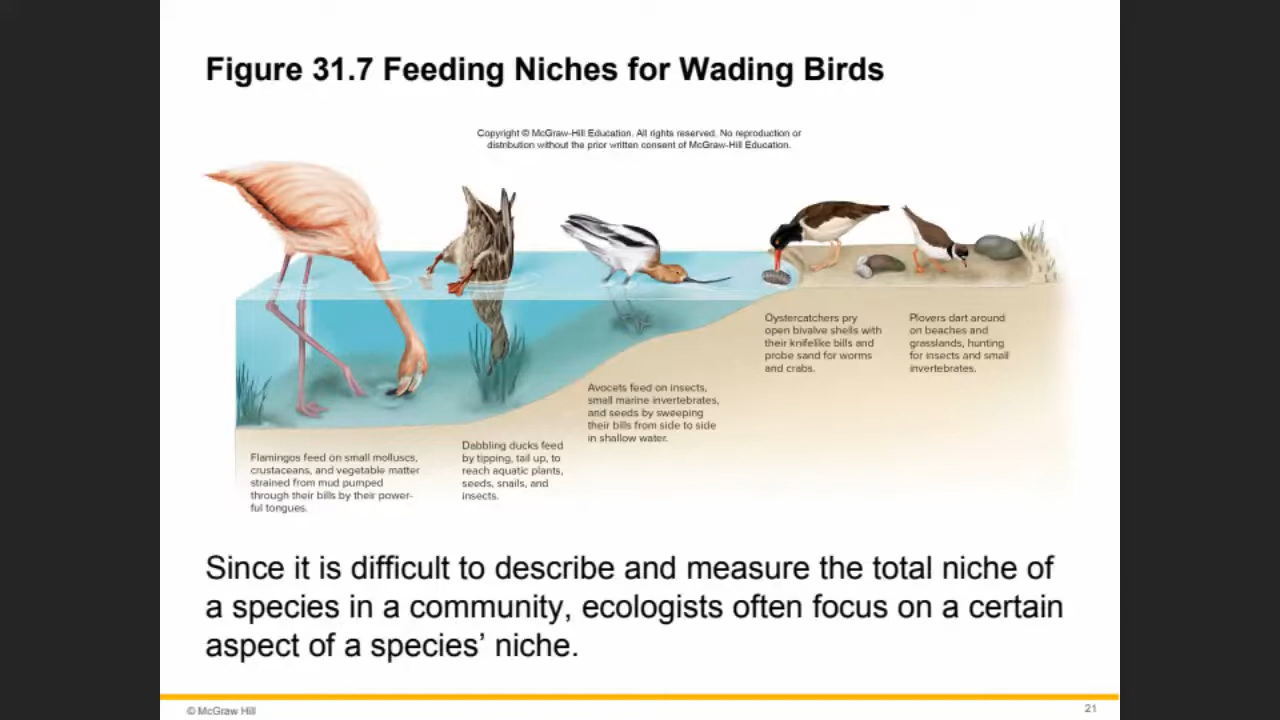 Figure 31.7 Feeding Niches for Wading Birds
Copyright © McGraw-Hill Education. All rights reserved. No reproduction or
distribution without the prior written consent of McGraw-Hill Education.
Flamingos feed on small molluscs,
crustaceans, and vegetable matter
strained from mud pumped
through their bills by their power-
ful tongues.
Dabbling ducks feed
by tipping, tail up, to
reach aquatic plants,
seeds, snails, and
insects.
Avocets feed on insects,
small marine invertebrates,
and seeds by sweeping
their bills from side to side
in shallow water.
Oystercatchers pry
open bivalve shells with
their knifelike bills and
probe sand for worms
and crabs.
Plovers dart around
on beaches and
grasslands, hunting
for insects and small
invertebrates.
Since it is difficult to describe and measure the total niche of
a species in a community, ecologists often focus on a certain
aspect of a species’ niche.
© McGraw Hill
21